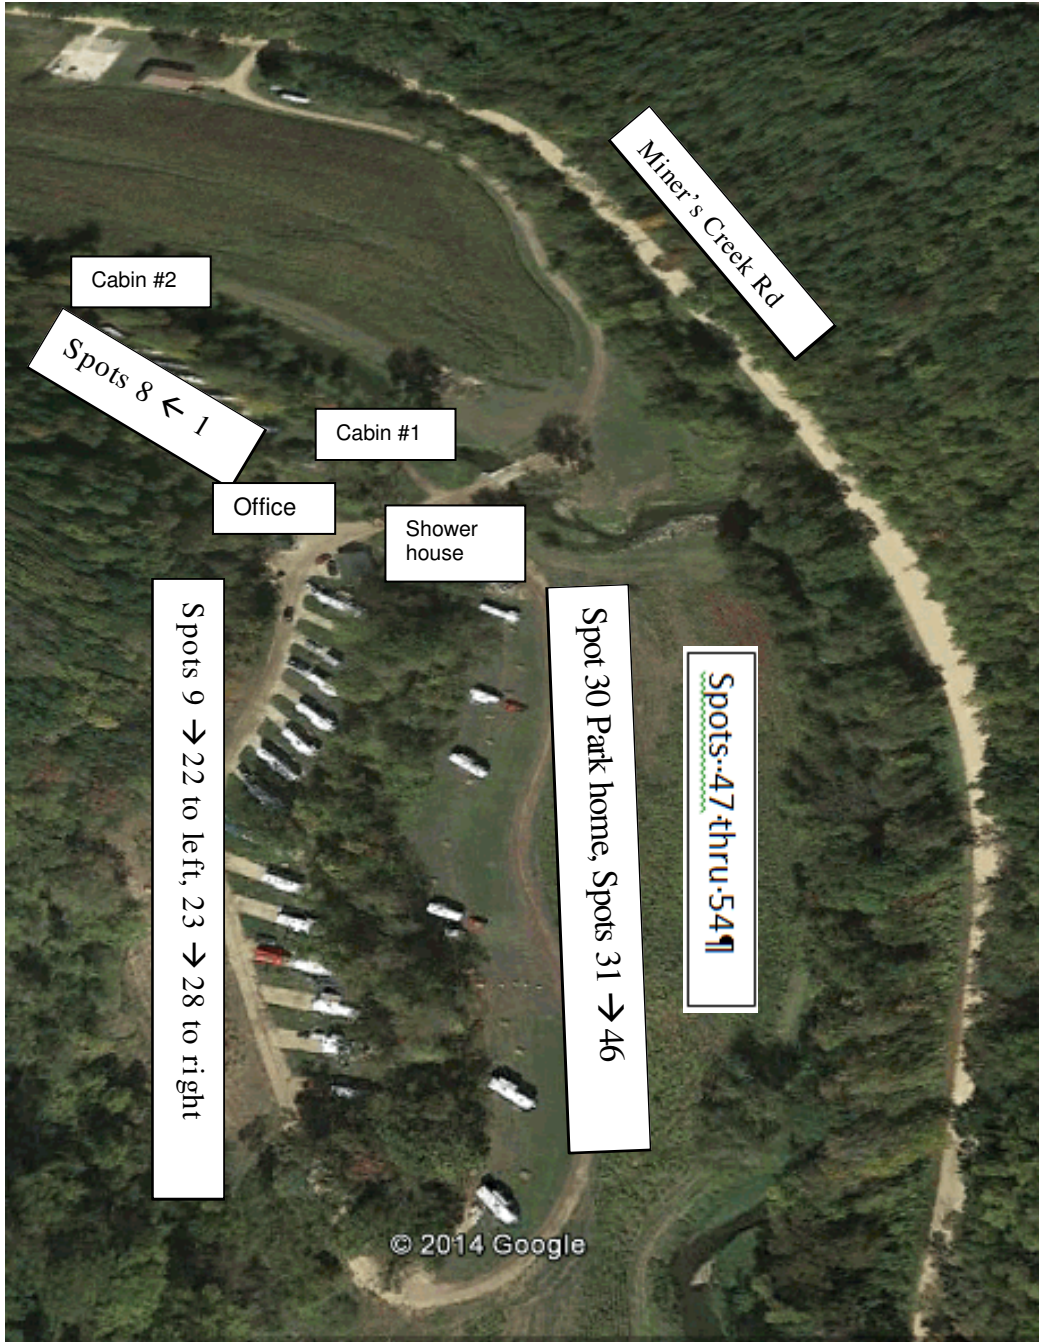 Miner's Creek Rd
Cabin #2
Spots 8 ← 1
Cabin #1
Office
Shower
house
Spots 9 → 22 to left, 23 → 28 to right
Spot 30 Park home, Spots 31 → 46
Spots··47·thru·54¶
© 2014 Google